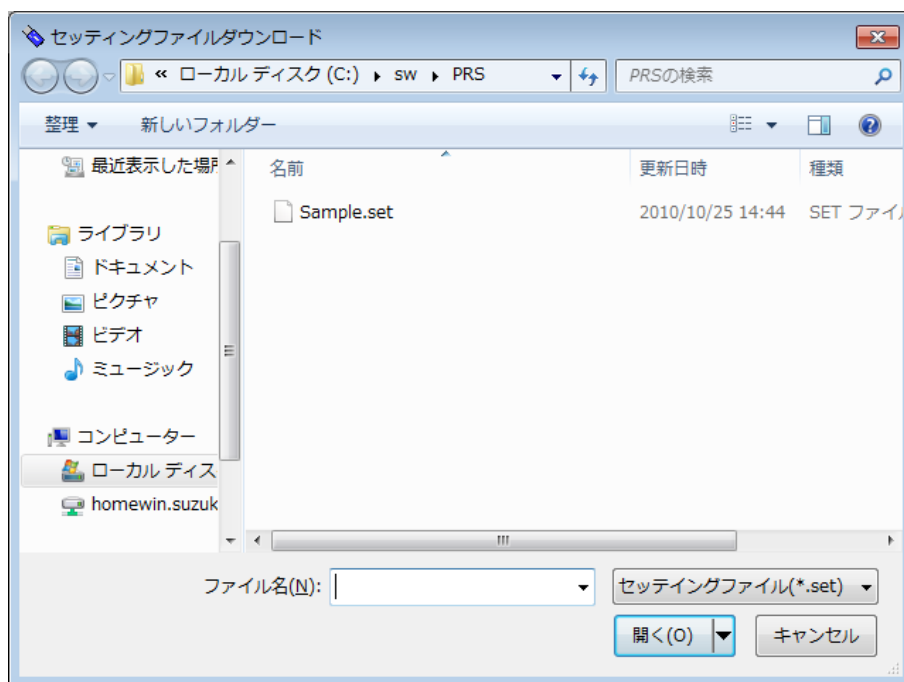 セッティングファイルダウンロード
« ローカル ディスク (C:) ▸ sw ▸ PRS
PRSの検索
整理 ▼ 新しいフォルダー
最近表示した場所
ライブラリ
ドキュメント
ピクチャ
ビデオ
ミュージック
コンピューター
ローカル ディス
homewin.suzuk
名前 更新日時 種類
Sample.set 2010/10/25 14:44 SET ファイル
ファイル名(N):
セッテイングファイル(*.set)
開く(O) キャンセル